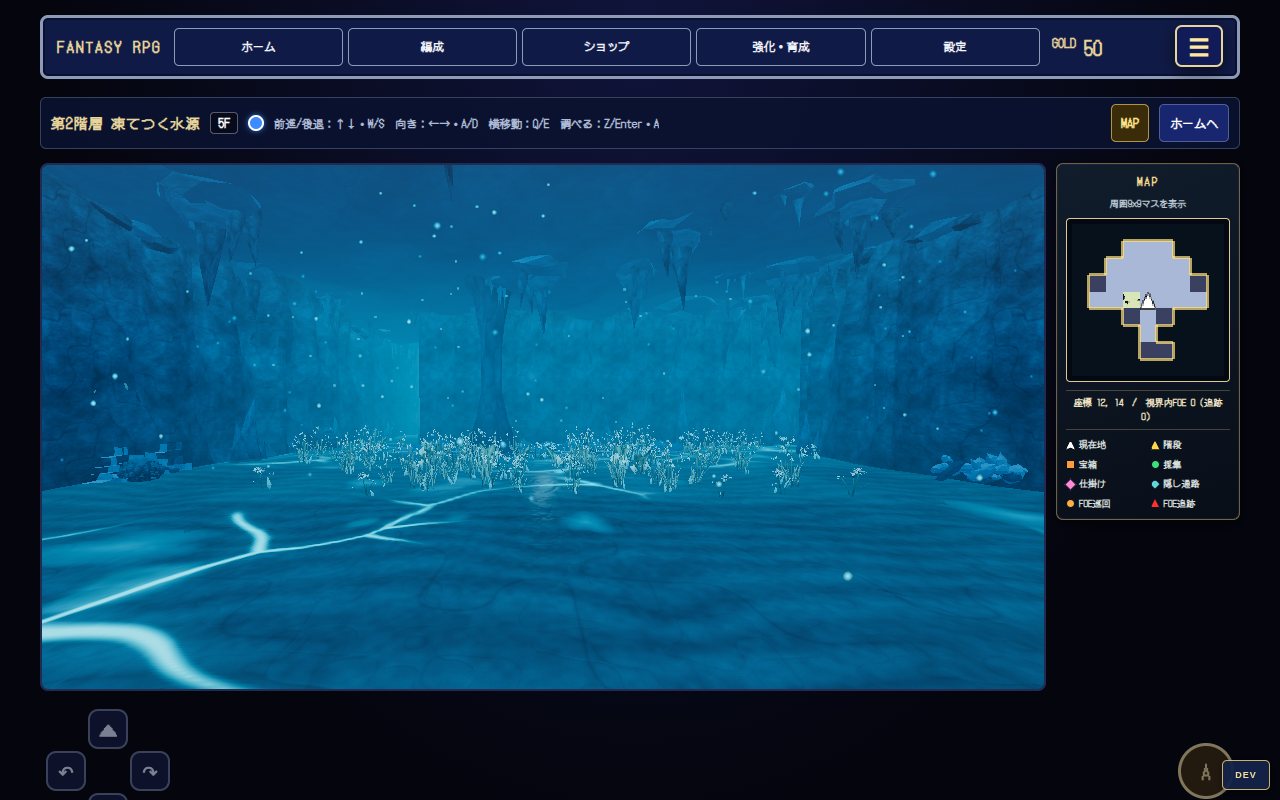 FANTASY RPG ホーム 編成 ショップ 強化・育成 設定 GOLD 50 ☰
第2階層 凍てつく水源 5F 前進/後退：↑↓・W/S 向き：←→・A/D 横移動：Q/E 調べる：Z/Enter・A MAP ホームへ
MAP
周囲9x9マスを表示
座標 12, 14 / 視界内FOE 0（追跡
0）
現在地 階段
宝箱 採集
仕掛け 隠し通路
FOE巡回 FOE追跡
A DEV